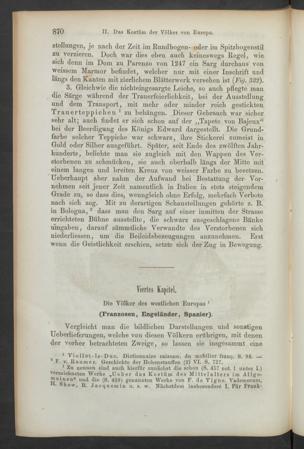 870 II. Das Kostüm der Völker von Europa.
stellungen, je nach der Zeit im Rundbogen- oder im Spitzbogenstil
zu verzieren. Doch war dies eben auch keineswegs Regel, wie
sich denn im Dom zu Parenzo von 1247 ein Sarg durchaus von
weissem Marmor befindet, welcher nur mit einer Inschrift und
längs den Kanten mit zierlichem Blätterwerk versehen ist (Fig. 329).
3. Gleichwie die nichteingesargte Leiche, so auch pflegte man
die Särge während der Trauerfeierlichkeit, bei der Ausstellung
und dem Transport, mit mehr oder minder reich gestickten
Trauerteppichen ¹ zu behängen. Dieser Gebrauch war sicher
sehr alt; auch findet er sich schon auf der „Tapete von Bajeux“
bei der Beerdigung des Königs Edward dargestellt. Die Grund-
farbe solcher Teppiche war schwarz, ihre Stickerei zumeist in
Gold oder Silber ausgeführt. Später, seit Ende des zwölften Jahr-
hunderts, beliebte man sie zugleich mit den Wappen des Ver-
storbenen zu schmücken, sie auch oberhalb längs der Mitte mit
einem langen und breiten Kreuz von weisser Farbe zu besetzen.
Ueberhaupt aber nahm der Aufwand bei Bestattung der Vor-
nehmen seit jener Zeit namentlich in Italien in stets steigendem
Grade zu, so dass dies, wenngleich ohne Erfolg, mehrfach Verbote
nach sich zog. Mit zu derartigen Schaustellungen gehörte z. B.
in Bologna, ² dass man den Sarg auf einer inmitten der Strasse
errichteten Bühne ausstellte, die schwarz ausgeschlagene Bänke
umgaben, darauf sämmtliche Verwandte des Verstorbenen sich
niederliessen, um die Beileidsbezeugungen anzunehmen. Erst
wenn die Geistlichkeit erschien, setzte sich der Zug in Bewegung.
Viertes Kapitel.
Die Völker des westlichen Europas ³
(Franzosen, Engeländer, Spanier).
Vergleicht man die bildlichen Darstellungen und sonstigen
Ueberlieferungen, welche von diesen Völkern erübrigen, mit denen
der vorher betrachteten Zweige, so lassen sie insgesammt eine
¹ Viollet-le-Duc. Dictionnaire raisonn. du mobilier franç. S. 98. —
² F. v. Raumer. Geschichte der Hohenstaufen (2) VI. S. 727.
³ Zu nennen sind auch hiefür zunächst die schon (S. 457 not. 1 unter I.)
verzeichneten Werke „Ueber das Kostüm des Mittelalters im Allge-
meinen“ und die (S. 459) genannten Werke von F. de Vigne. Vademecum,
H. Shaw, R. Jacquemin u. s. w. Nächstdem insbesondere I. Für Frank-